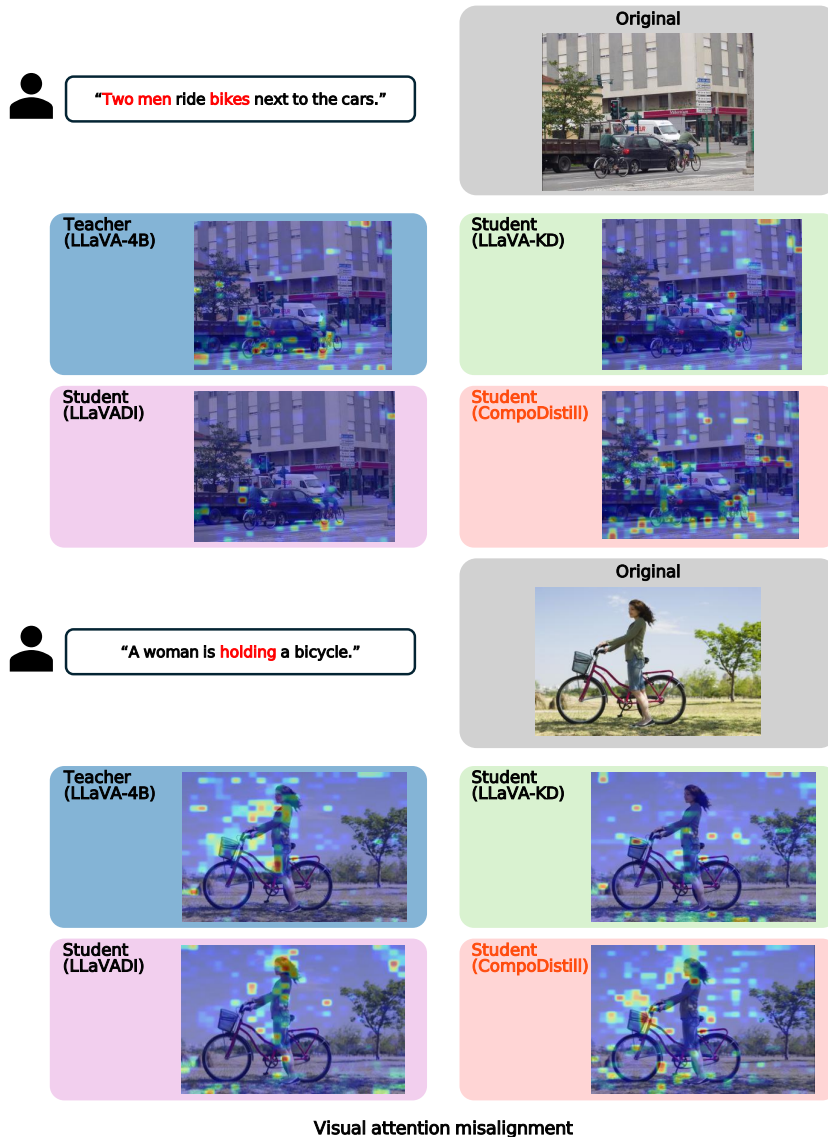 Original
“Two men ride bikes next to the cars.”
Teacher
(LLaVA-4B)
Student
(LLaVA-KD)
Student
(LLaVADI)
Student
(CompoDistill)
Original
“A woman is holding a bicycle.”
Teacher
(LLaVA-4B)
Student
(LLaVA-KD)
Student
(LLaVADI)
Student
(CompoDistill)
Visual attention misalignment